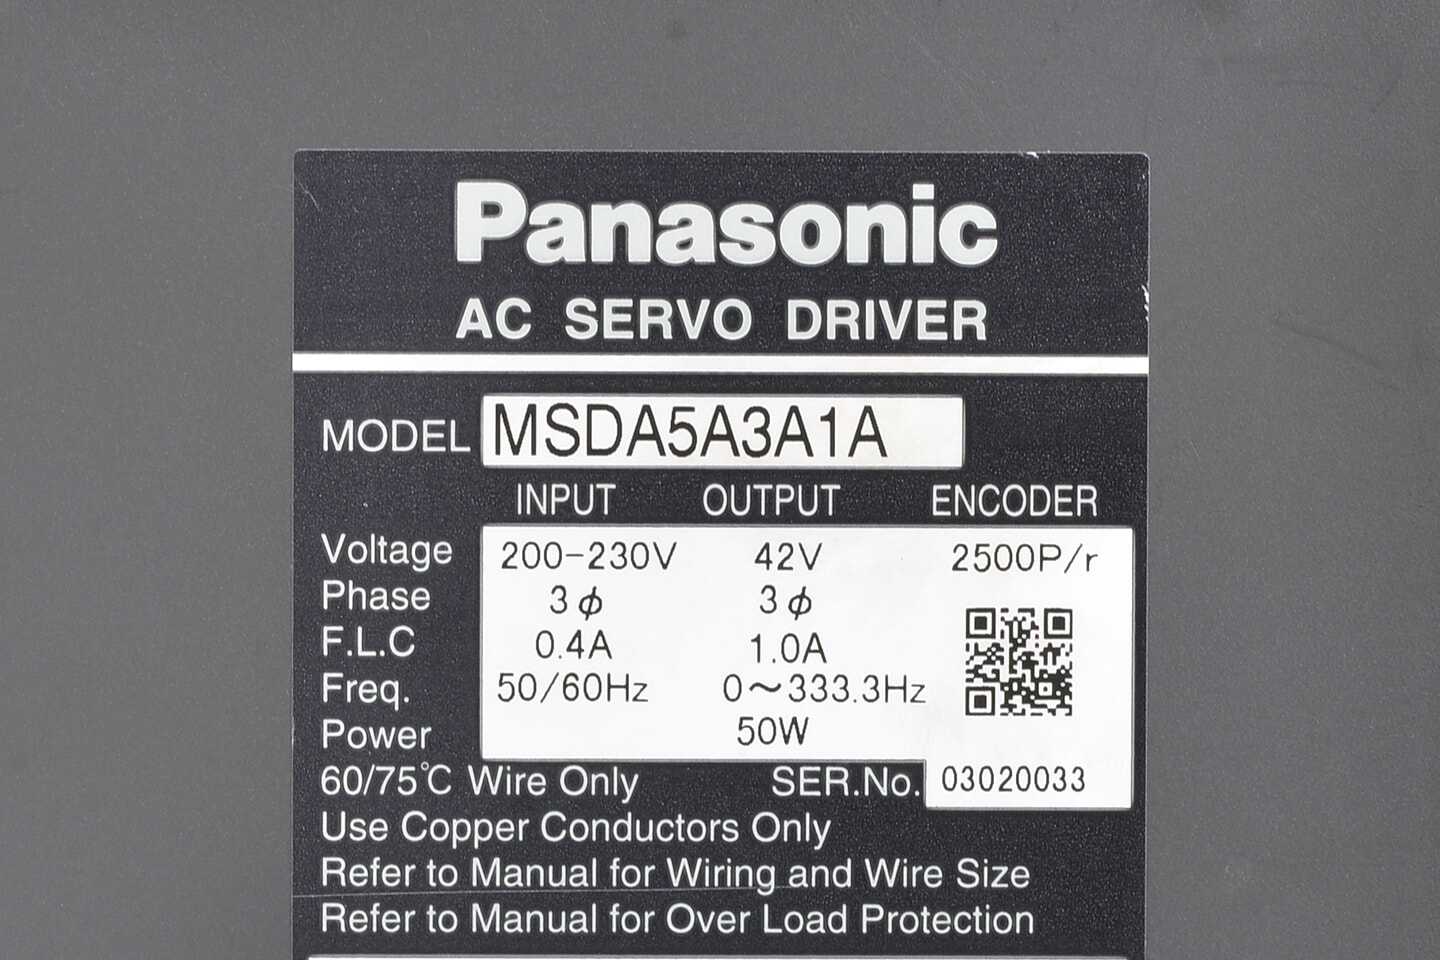 Panasonic
AC SERVO DRIVER
MODEL MSDA5A3A1A
INPUT OUTPUT ENCODER
Voltage 200-230V 42V 2500P/r
Phase 3ϕ 3ϕ
F.L.C 0.4A 1.0A
Freq. 50/60Hz 0~333.3Hz
Power 50W
60/75℃ Wire Only SER.No. 03020033
Use Copper Conductors Only
Refer to Manual for Wiring and Wire Size
Refer to Manual for Over Load Protection